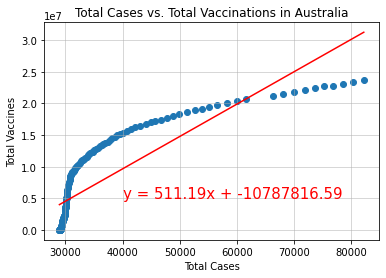 Total Cases vs. Total Vaccinations in Australia
1e7
3.0
2.5
2.0
1.5
1.0
0.5
0.0
Total Vaccines
y = 511.19x + -10787816.59
30000 40000 50000 60000 70000 80000
Total Cases